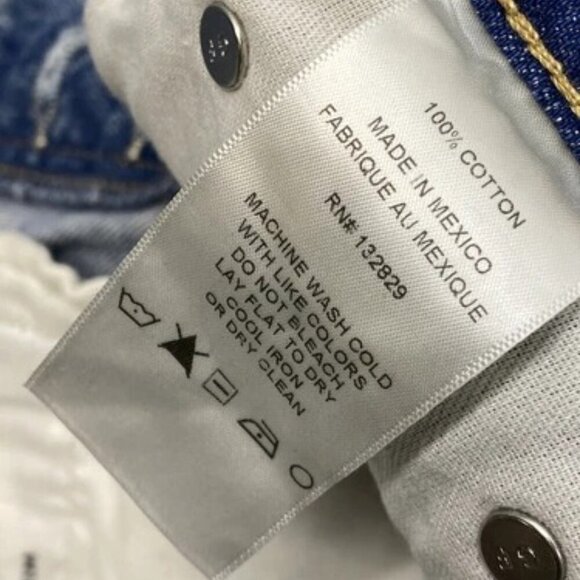 100% COTTON
MADE IN MEXICO
FABRIQUE AU MEXIQUE
RN#: 132829
MACHINE WASH COLD
WITH LIKE COLORS
DO NOT BLEACH
LAY FLAT TO DRY
COOL IRON
OR DRY CLEAN